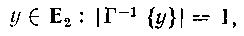 y ∈ E₂ : |Γ⁻¹ {y}| = 1,